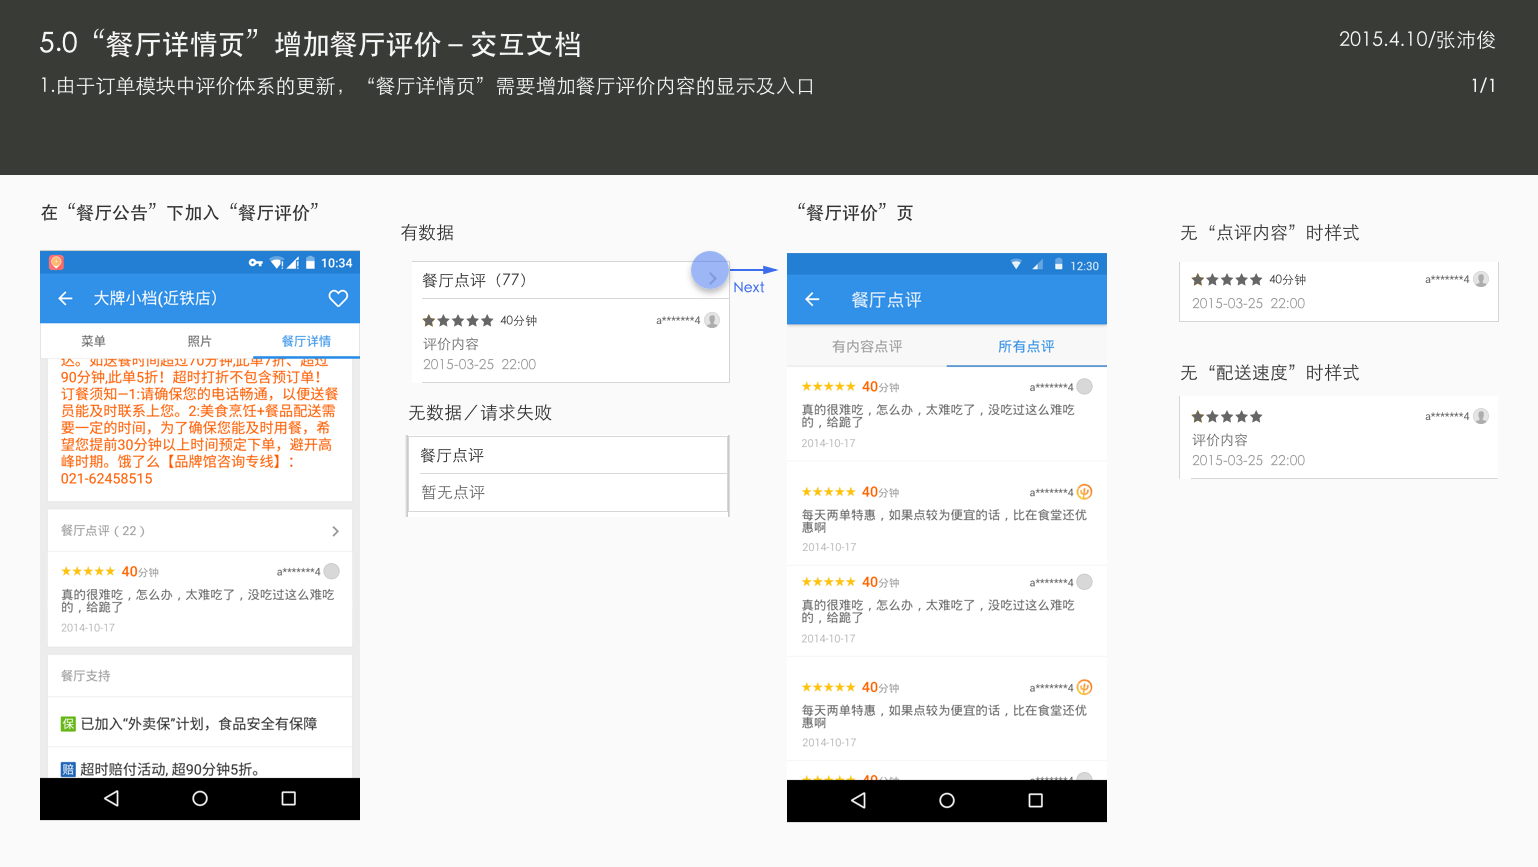 5.0 “餐厅详情页” 增加餐厅评价 – 交互文档
2015.4.10/张沛俊
1.由于订单模块中评价体系的更新， “餐厅详情页” 需要增加餐厅评价内容的显示及入口
1/1
在 “餐厅公告” 下加入 “餐厅评价”
10:34
大牌小档(近铁店)
菜单
照片
餐厅详情
达。如送餐时间超过70分钟,此单7折、超过
90分钟,此单5折！超时打折不包含预订单！
订餐须知—1:请确保您的电话畅通，以便送餐
员能及时联系上您。2:美食烹饪+餐品配送需
要一定的时间，为了确保您能及时用餐，希
望您提前30分钟以上时间预定下单，避开高
峰时期。饿了么【品牌馆咨询专线】：
021-62458515
餐厅点评 ( 22 )
★★★★★ 40分钟
a*******4
真的很难吃，怎么办，太难吃了，没吃过这么难吃
的，给跪了
2014-10-17
餐厅支持
保 已加入“外卖保”计划，食品安全有保障
赔 超时赔付活动, 超90分钟5折。
有数据
餐厅点评（77）
Next
★★★★★ 40分钟
a*******4
评价内容
2015-03-25 22:00
无数据／请求失败
餐厅点评
暂无点评
“餐厅评价” 页
12:30
餐厅点评
有内容点评
所有点评
★★★★★ 40分钟
a*******4
真的很难吃，怎么办，太难吃了，没吃过这么难吃
的，给跪了
2014-10-17
★★★★★ 40分钟
a*******4
每天两单特惠，如果点较为便宜的话，比在食堂还优
惠啊
2014-10-17
★★★★★ 40分钟
a*******4
真的很难吃，怎么办，太难吃了，没吃过这么难吃
的，给跪了
2014-10-17
★★★★★ 40分钟
a*******4
每天两单特惠，如果点较为便宜的话，比在食堂还优
惠啊
2014-10-17
★★★★★ 40分钟
a*******4
无 “点评内容” 时样式
★★★★★ 40分钟
a*******4
2015-03-25 22:00
无 “配送速度” 时样式
★★★★★
a*******4
评价内容
2015-03-25 22:00